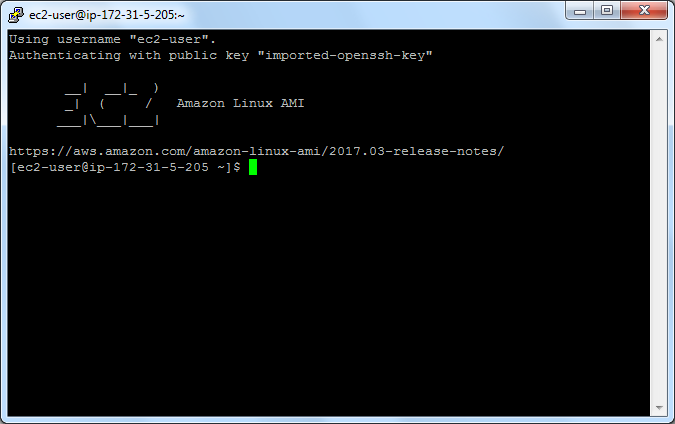 ec2-user@ip-172-31-5-205:~
Using username "ec2-user".
Authenticating with public key "imported-openssh-key"
       __|  __|_  )
       _|  (     /   Amazon Linux AMI
      ___|\___|___|
https://aws.amazon.com/amazon-linux-ami/2017.03-release-notes/
[ec2-user@ip-172-31-5-205 ~]$